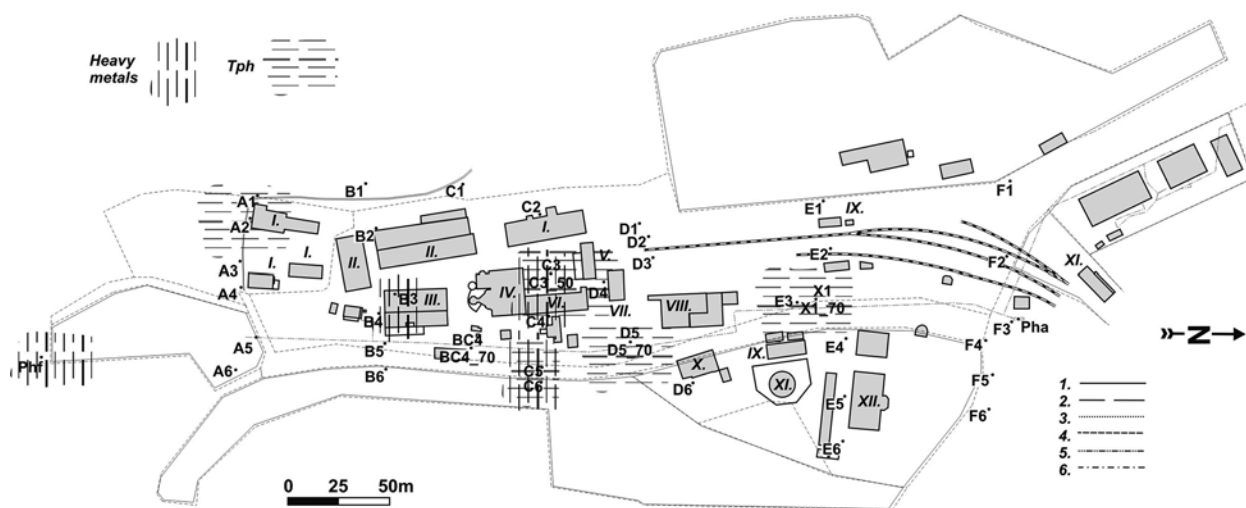 Heavy
metals
Tph
A1
B1
C1
F1
A2
I.
C2
I.
E1
IX.
B2
II.
D1
D2
V.
A3
I.
I.
II.
D3
E2
F2
XI.
C3
A4
C3_50
D4
X1
B3
III.
IV.
VI.
VII.
VIII.
E3
X1_70
B4
C4
F3
Pha
BC4
D5
A5
B5
BC4_70
D5_70
IX.
E4
F4
Phf
A6
B6
C5
X.
C6
D6
XI.
XII.
F5
1.
2.
E5
F6
3.
4.
E6
5.
6.
0 25 50m
N